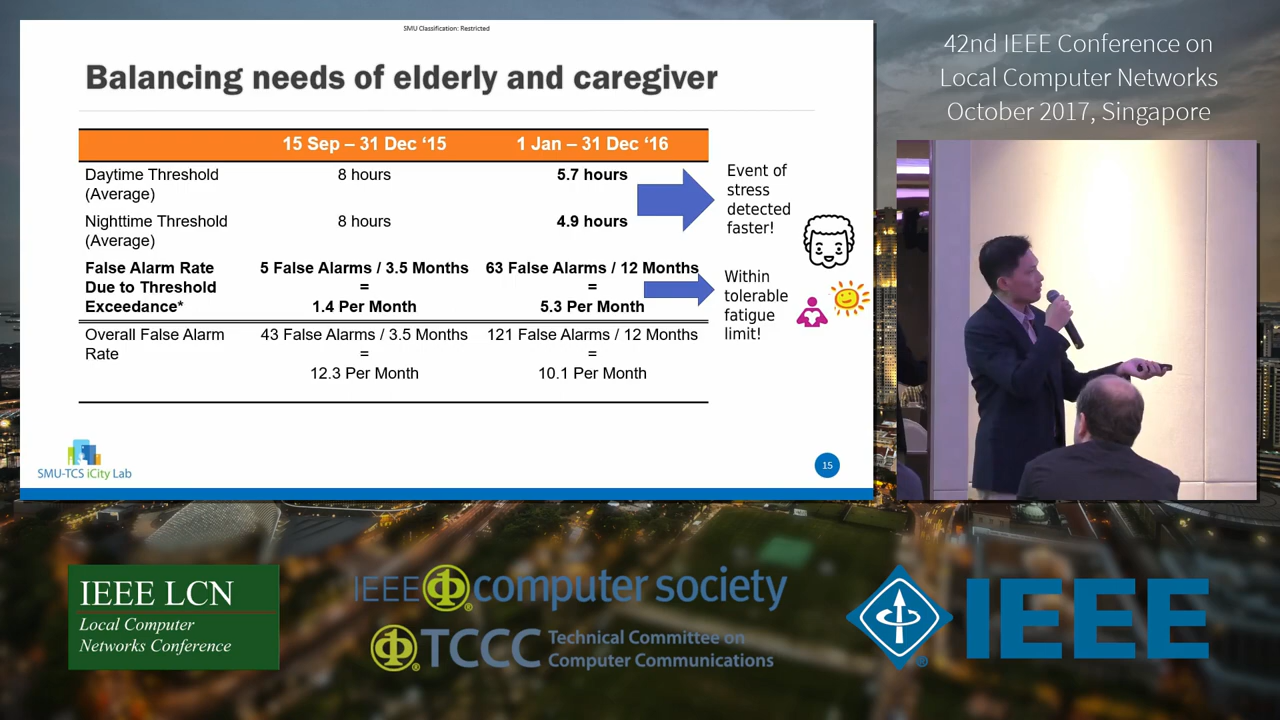 SMU Classification: Restricted
Balancing needs of elderly and caregiver
15 Sep – 31 Dec ‘15
1 Jan – 31 Dec ‘16
Daytime Threshold
(Average)
8 hours
5.7 hours
Nighttime Threshold
(Average)
8 hours
4.9 hours
False Alarm Rate
Due to Threshold
Exceedance*
5 False Alarms / 3.5 Months
=
1.4 Per Month
63 False Alarms / 12 Months
=
5.3 Per Month
Overall False Alarm
Rate
43 False Alarms / 3.5 Months
=
12.3 Per Month
121 False Alarms / 12 Months
=
10.1 Per Month
Event of
stress
detected
faster!
Within
tolerable
fatigue
limit!
SMU-TCS iCity Lab
15
42nd IEEE Conference on
Local Computer Networks
October 2017, Singapore
IEEE LCN
Local Computer
Networks Conference
IEEE computer society
TCCC Technical Committee on
Computer Communications
IEEE